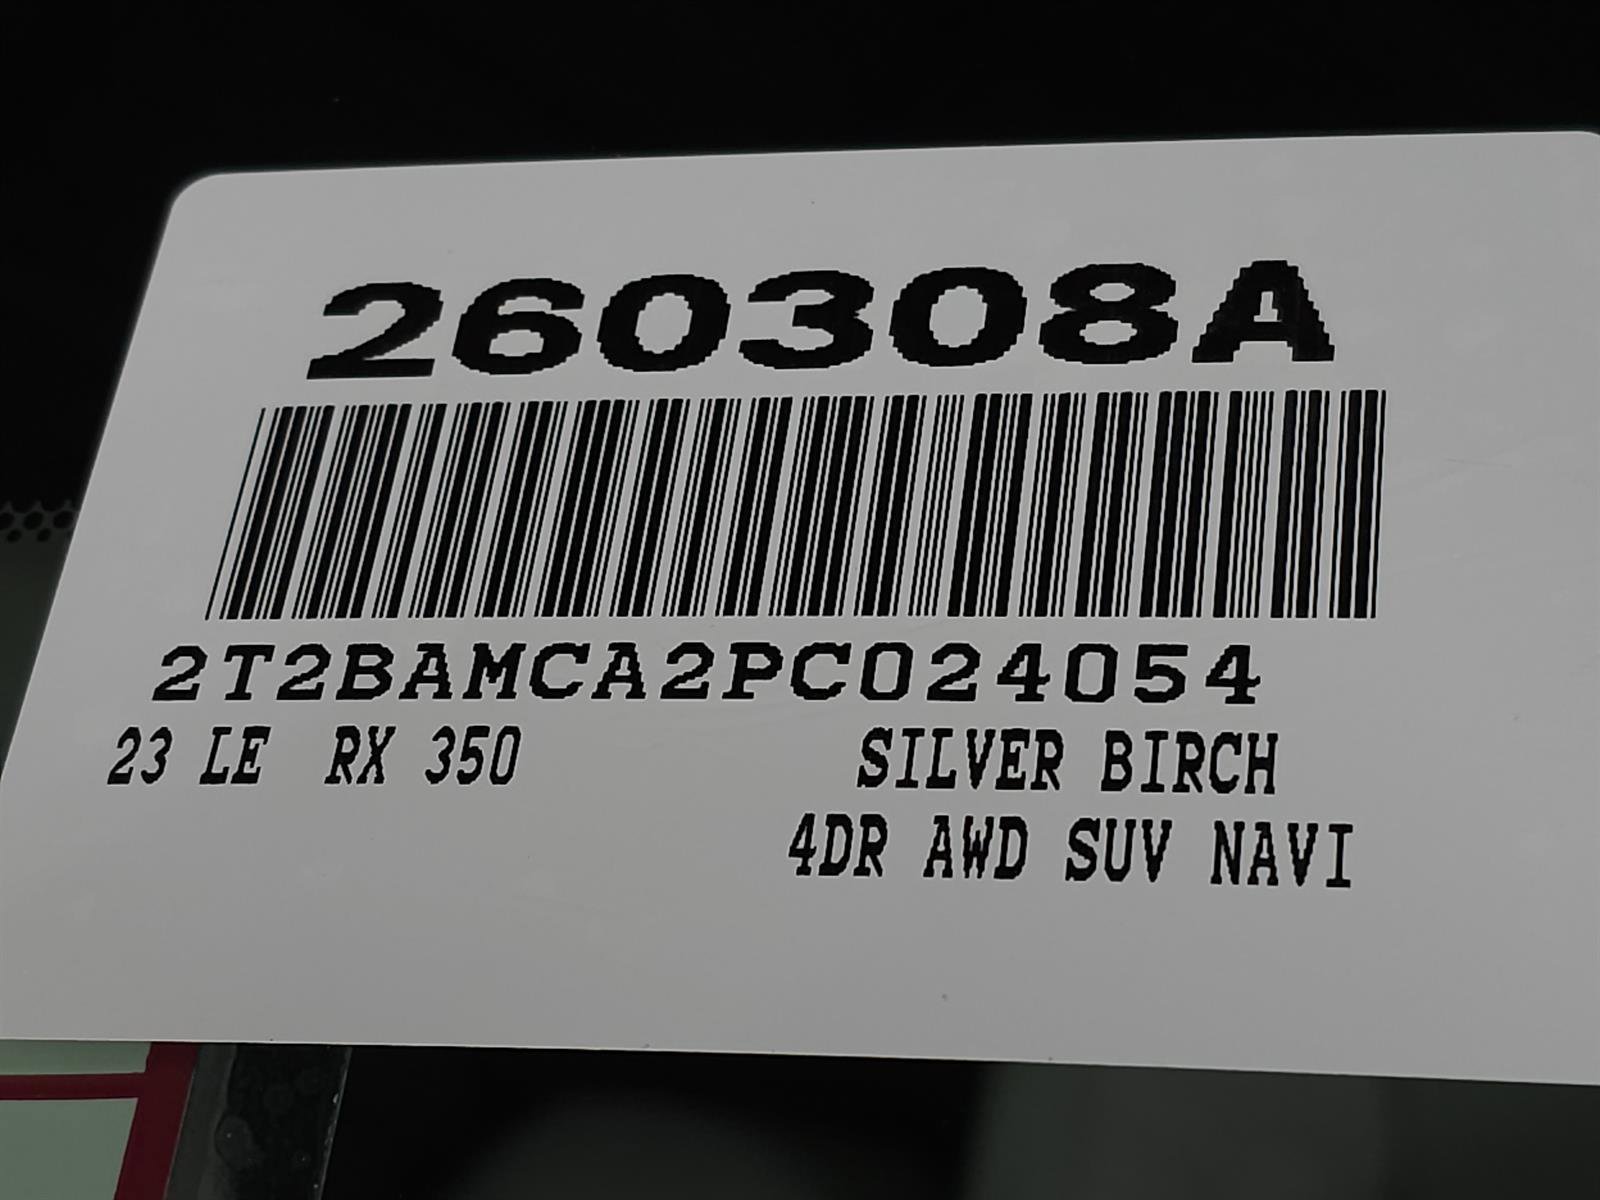 260308A
2T2BAMCA2PC024054
23 LE RX 350 SILVER BIRCH
4DR AWD SUV NAVI